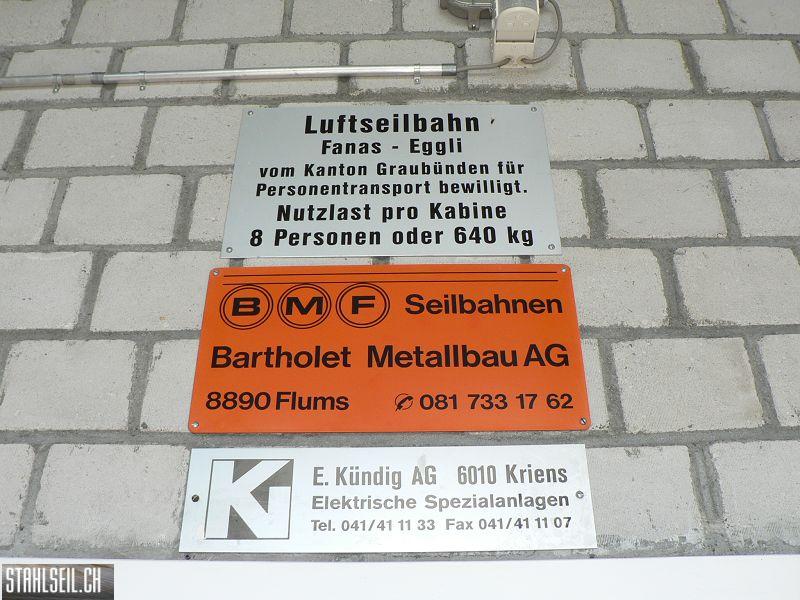 Luftseilbahn
Fanas - Eggli
vom Kanton Graubünden für
Personentransport bewilligt.
Nutzlast pro Kabine
8 Personen oder 640 kg
BMF Seilbahnen
Bartholet Metallbau AG
8890 Flums ✆ 081 733 17 62
K E. Kündig AG 6010 Kriens
Elektrische Spezialanlagen
Tel. 041/41 11 33 Fax 041/41 11 07
STAHLSEIL.CH